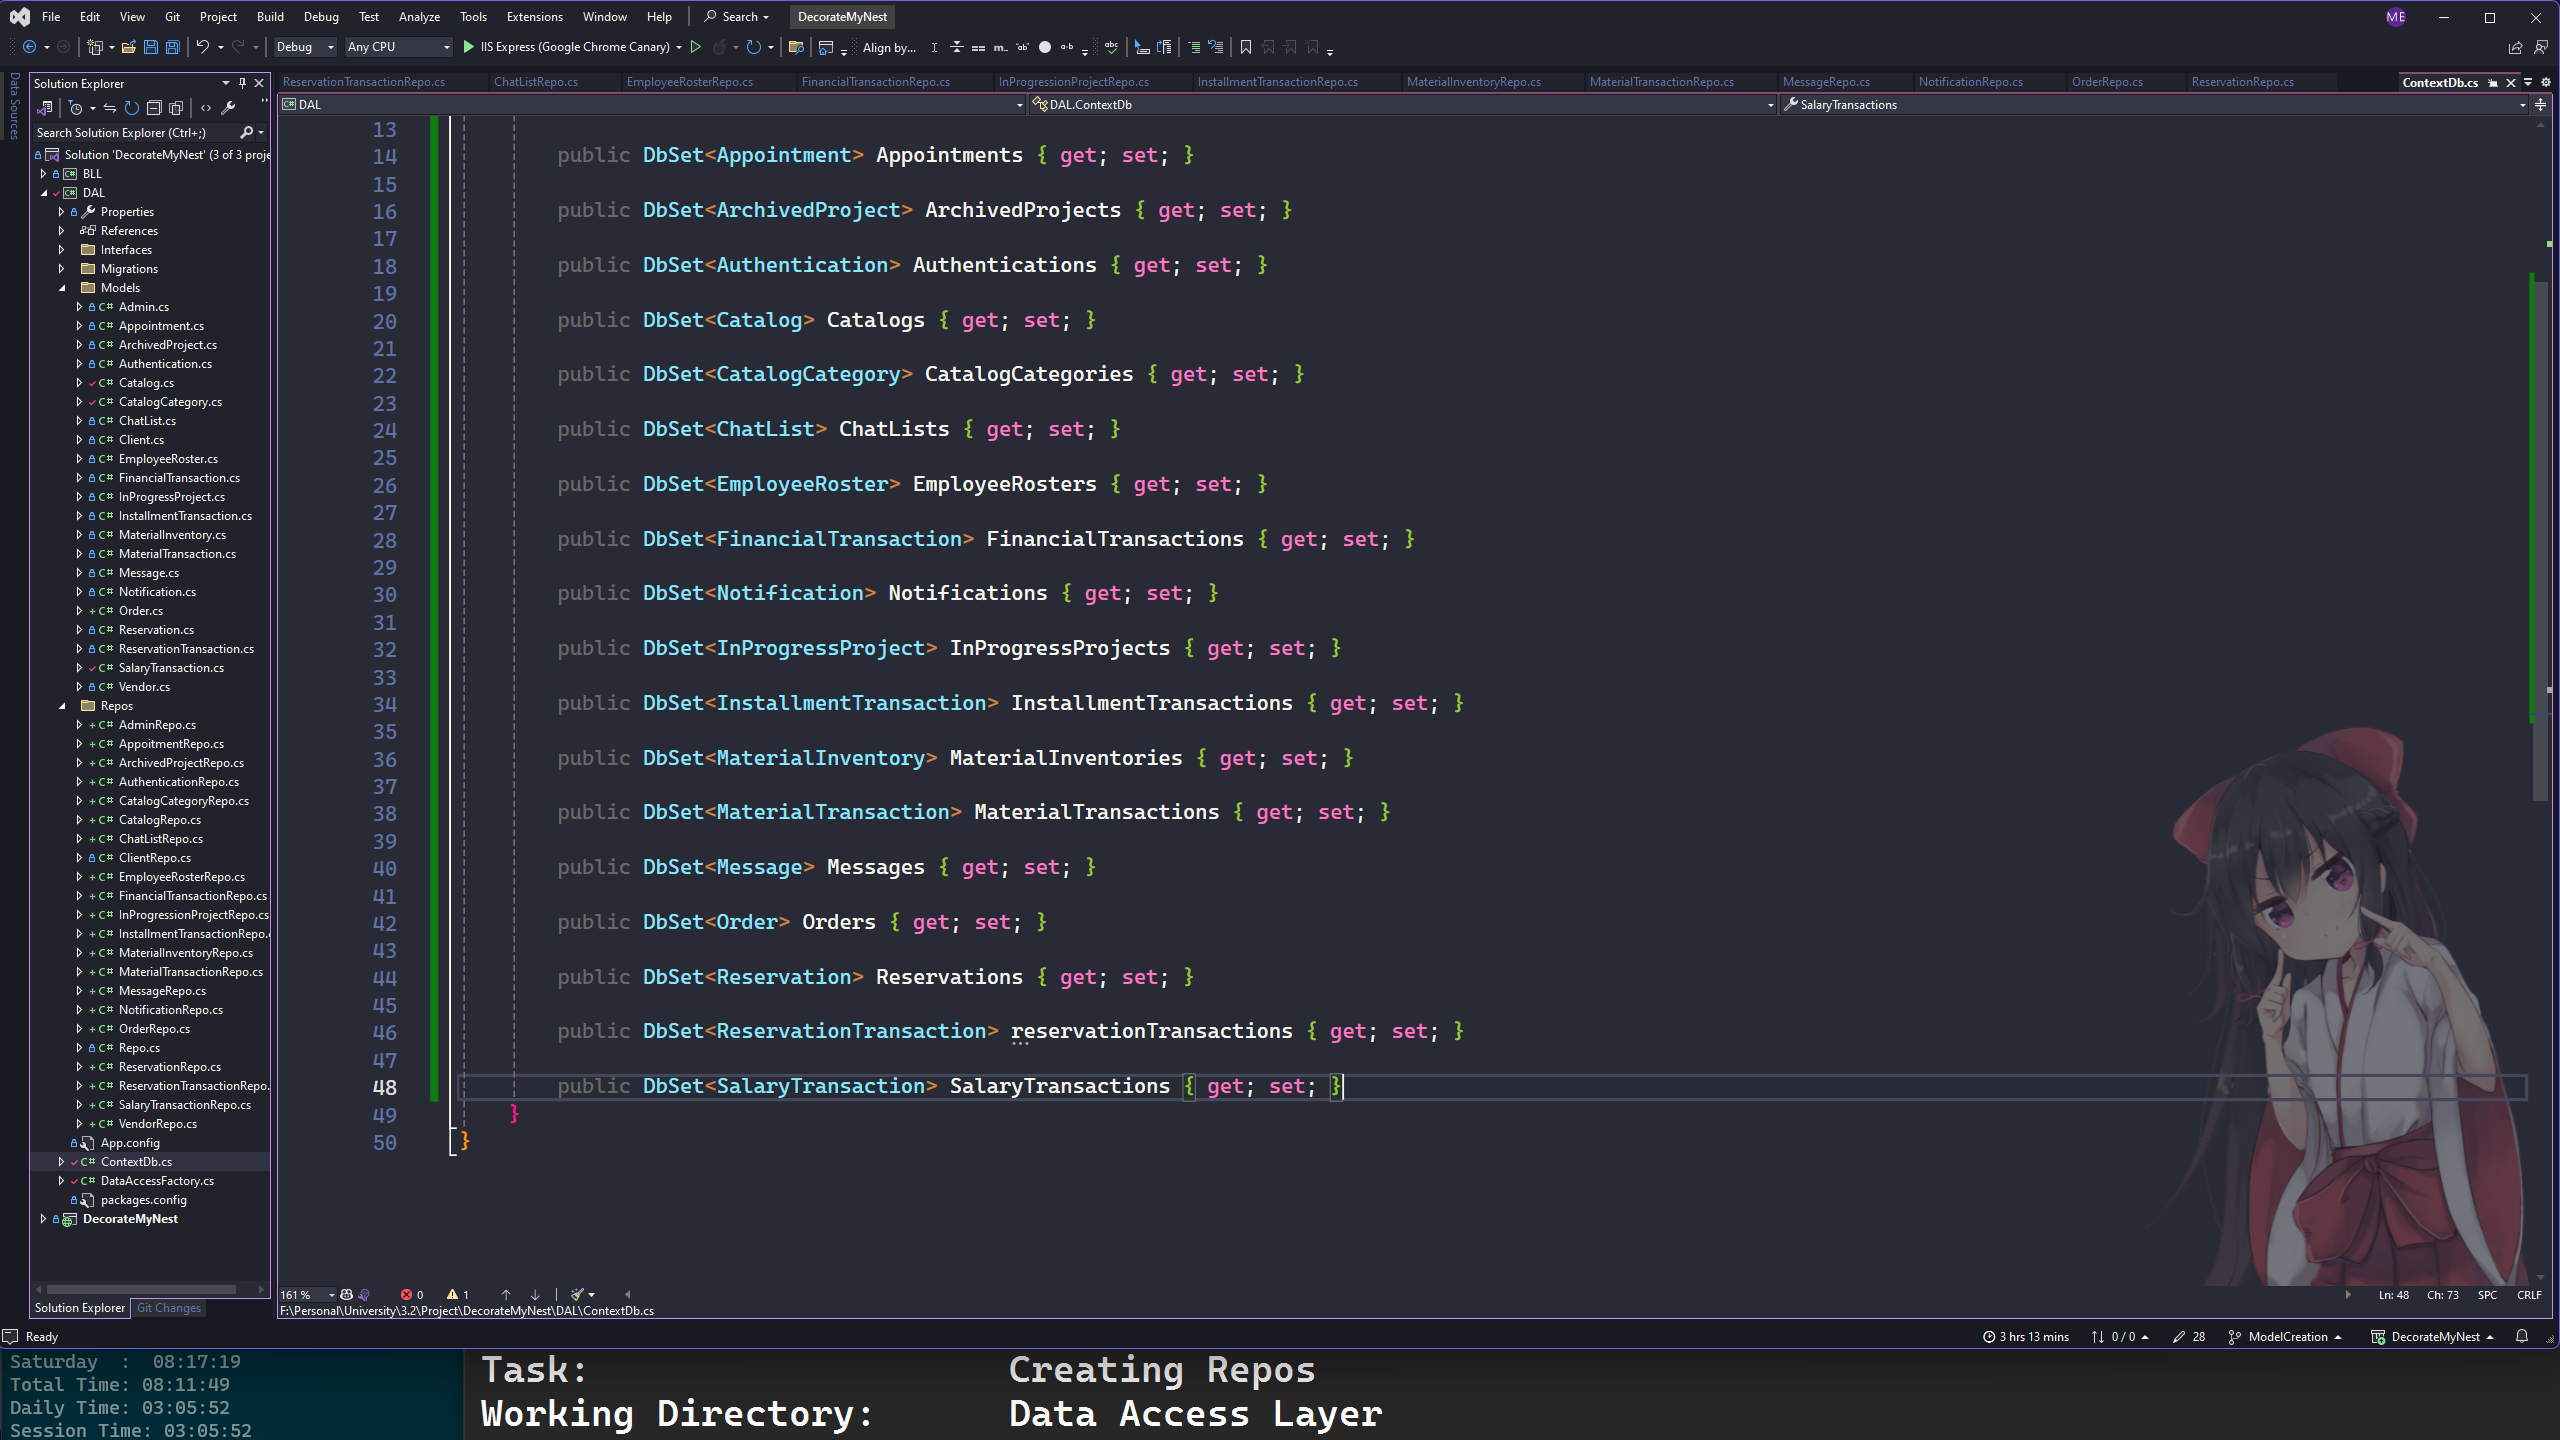 File Edit View Git Project Build Debug Test Analyze Tools Extensions Window Help Search DecorateMyNest ME
Debug Any CPU IIS Express (Google Chrome Canary) Align by...
Data Sources
Solution Explorer
Search Solution Explorer (Ctrl+;)
Solution 'DecorateMyNest' (3 of 3 proje
BLL
DAL
Properties
References
Interfaces
Migrations
Models
Admin.cs
Appointment.cs
ArchivedProject.cs
Authentication.cs
Catalog.cs
CatalogCategory.cs
ChatList.cs
Client.cs
EmployeeRoster.cs
FinancialTransaction.cs
InProgressProject.cs
InstallmentTransaction.cs
MaterialInventory.cs
MaterialTransaction.cs
Message.cs
Notification.cs
Order.cs
Reservation.cs
ReservationTransaction.cs
SalaryTransaction.cs
Vendor.cs
Repos
AdminRepo.cs
AppoitmentRepo.cs
ArchivedProjectRepo.cs
AuthenticationRepo.cs
CatalogCategoryRepo.cs
CatalogRepo.cs
ChatListRepo.cs
ClientRepo.cs
EmployeeRosterRepo.cs
FinancialTransactionRepo.cs
InProgressionProjectRepo.cs
InstallmentTransactionRepo.
MaterialInventoryRepo.cs
MaterialTransactionRepo.cs
MessageRepo.cs
NotificationRepo.cs
OrderRepo.cs
Repo.cs
ReservationRepo.cs
ReservationTransactionRepo.
SalaryTransactionRepo.cs
VendorRepo.cs
App.config
ContextDb.cs
DataAccessFactory.cs
packages.config
DecorateMyNest
Solution Explorer Git Changes
ReservationTransactionRepo.cs ChatListRepo.cs EmployeeRosterRepo.cs FinancialTransactionRepo.cs InProgressionProjectRepo.cs InstallmentTransactionRepo.cs MaterialInventoryRepo.cs MaterialTransactionRepo.cs MessageRepo.cs NotificationRepo.cs OrderRepo.cs ReservationRepo.cs ContextDb.cs
DAL DAL.ContextDb SalaryTransactions
13
14 public DbSet<Appointment> Appointments { get; set; }
15
16 public DbSet<ArchivedProject> ArchivedProjects { get; set; }
17
18 public DbSet<Authentication> Authentications { get; set; }
19
20 public DbSet<Catalog> Catalogs { get; set; }
21
22 public DbSet<CatalogCategory> CatalogCategories { get; set; }
23
24 public DbSet<ChatList> ChatLists { get; set; }
25
26 public DbSet<EmployeeRoster> EmployeeRosters { get; set; }
27
28 public DbSet<FinancialTransaction> FinancialTransactions { get; set; }
29
30 public DbSet<Notification> Notifications { get; set; }
31
32 public DbSet<InProgressProject> InProgressProjects { get; set; }
33
34 public DbSet<InstallmentTransaction> InstallmentTransactions { get; set; }
35
36 public DbSet<MaterialInventory> MaterialInventories { get; set; }
37
38 public DbSet<MaterialTransaction> MaterialTransactions { get; set; }
39
40 public DbSet<Message> Messages { get; set; }
41
42 public DbSet<Order> Orders { get; set; }
43
44 public DbSet<Reservation> Reservations { get; set; }
45
46 public DbSet<ReservationTransaction> reservationTransactions { get; set; }
47
48 public DbSet<SalaryTransaction> SalaryTransactions { get; set; }
49 }
50 }
161 % 0 1 Ln: 48 Ch: 73 SPC CRLF
F:\Personal\University\3.2\Project\DecorateMyNest\DAL\ContextDb.cs
Ready 3 hrs 13 mins 0 / 0 28 ModelCreation DecorateMyNest
Saturday : 08:17:19
Total Time: 08:11:49
Daily Time: 03:05:52
Session Time: 03:05:52
Task: Creating Repos
Working Directory: Data Access Layer